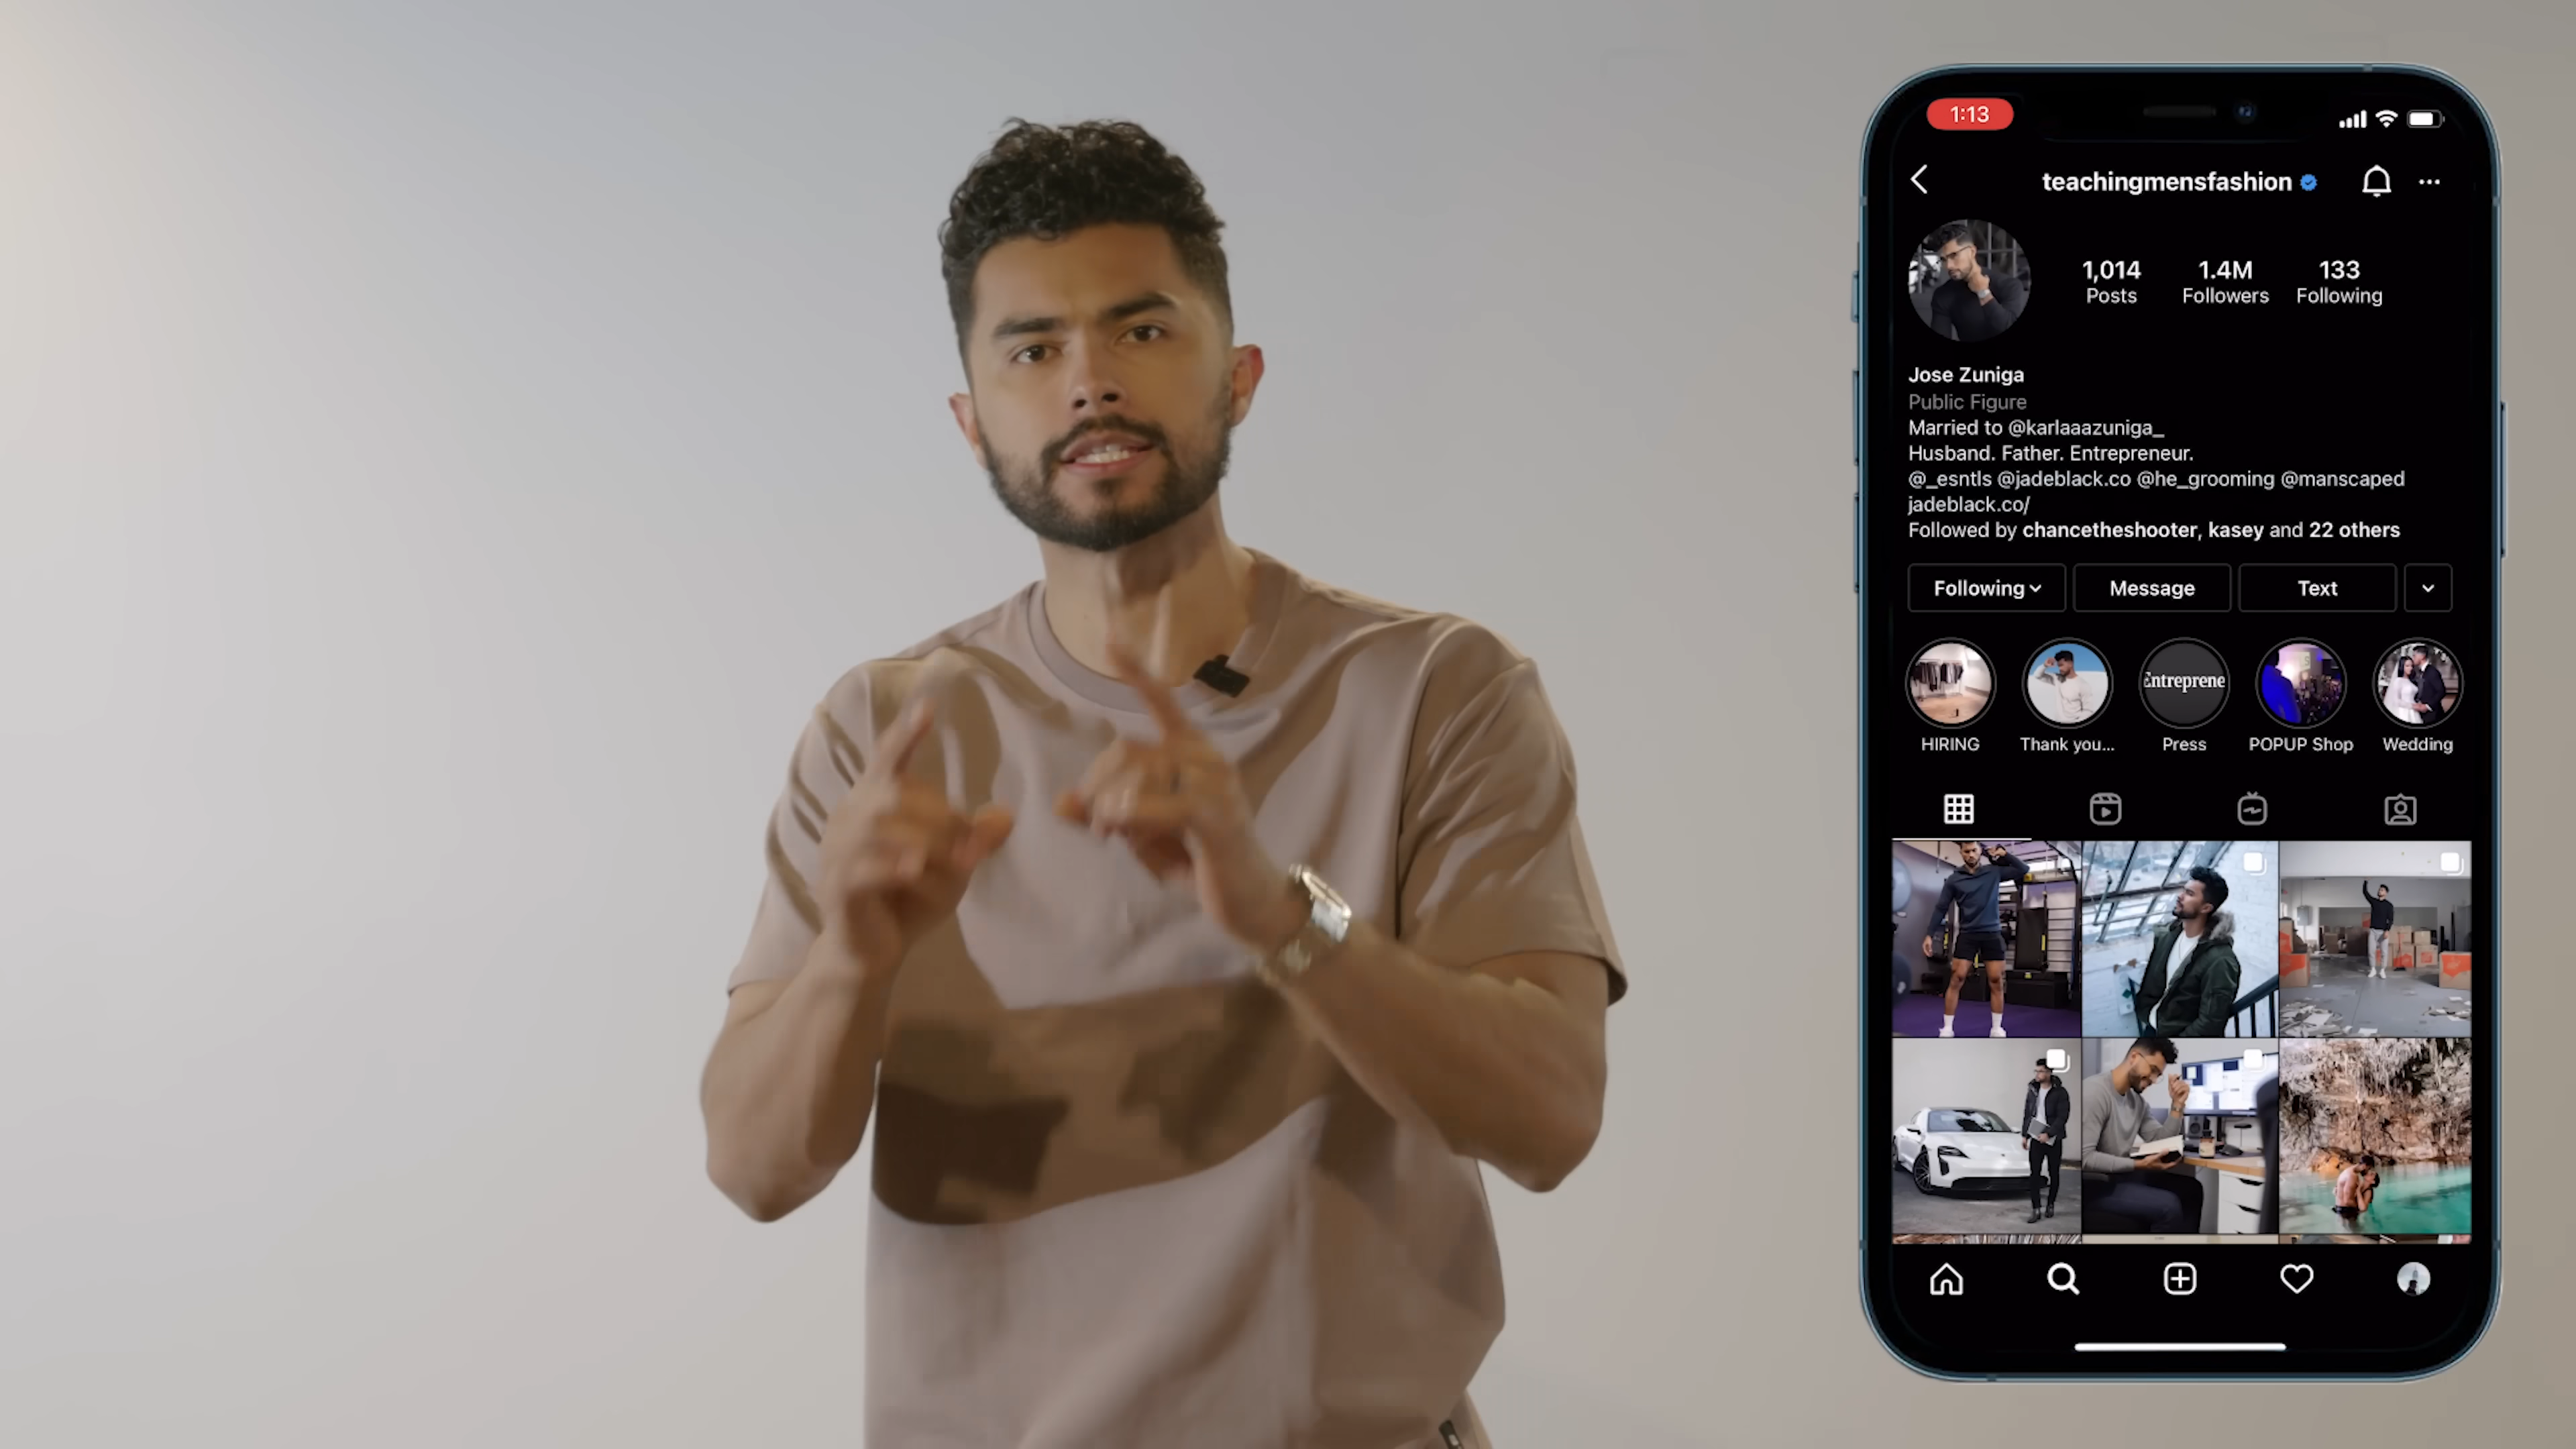 1:13
teachingmensfashion
1,014 1.4M 133
Posts Followers Following
Jose Zuniga
Public Figure
Married to @karlaaazuniga_
Husband. Father. Entrepreneur.
@_esntls @jadeblack.co @he_grooming @manscaped
jadeblack.co/
Followed by chancetheshooter, kasey and 22 others
Following Message Text
Entreprene
HIRING Thank you... Press POPUP Shop Wedding